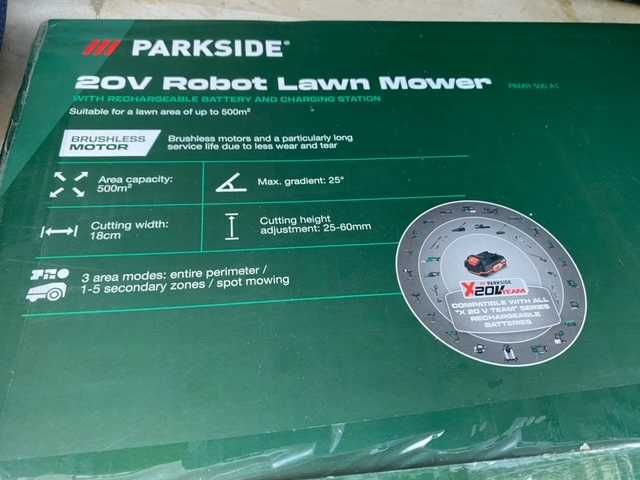 PARKSIDE®
20V Robot Lawn Mower
WITH RECHARGEABLE BATTERY AND CHARGING STATION
Suitable for a lawn area of up to 500m²
BRUSHLESS
MOTOR
Brushless motors and a particularly long
service life due to less wear and tear
Area capacity:
500m²
Max. gradient: 25°
Cutting width:
18cm
Cutting height
adjustment: 25-60mm
3 area modes: entire perimeter /
1-5 secondary zones / spot mowing
PARKSIDE
X20V TEAM
COMPATIBLE WITH ALL
"X 20 V TEAM" SERIES
RECHARGEABLE
BATTERIES